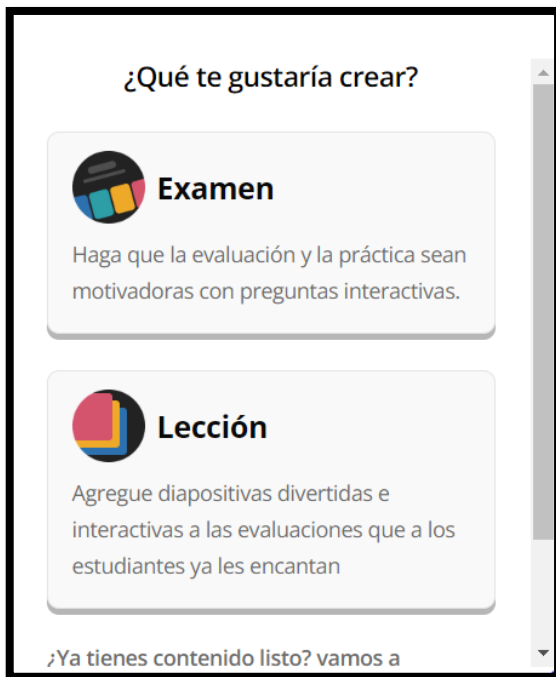 ¿Qué te gustaría crear?
Examen
Haga que la evaluación y la práctica sean
motivadoras con preguntas interactivas.
Lección
Agregue diapositivas divertidas e
interactivas a las evaluaciones que a los
estudiantes ya les encantan
¿Ya tienes contenido listo? vamos a